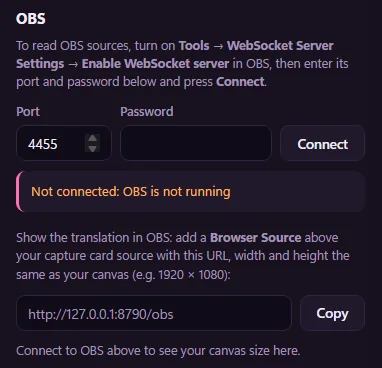 OBS
To read OBS sources, turn on Tools → WebSocket Server
Settings → Enable WebSocket server in OBS, then enter its
port and password below and press Connect.
Port Password
4455 Connect
Not connected: OBS is not running
Show the translation in OBS: add a Browser Source above
your capture card source with this URL, width and height the
same as your canvas (e.g. 1920 × 1080):
http://127.0.0.1:8790/obs Copy
Connect to OBS above to see your canvas size here.